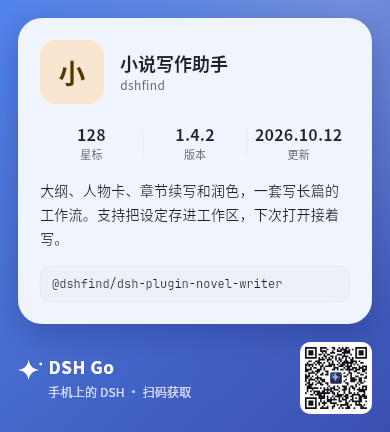 小
小说写作助手
dshfind
128
星标
1.4.2
版本
2026.10.12
更新
大纲、人物卡、章节续写和润色，一套写长篇的
工作流。支持把设定存进工作区，下次打开接着
写。
@dshfind/dsh-plugin-novel-writer
DSH Go
手机上的 DSH · 扫码获取